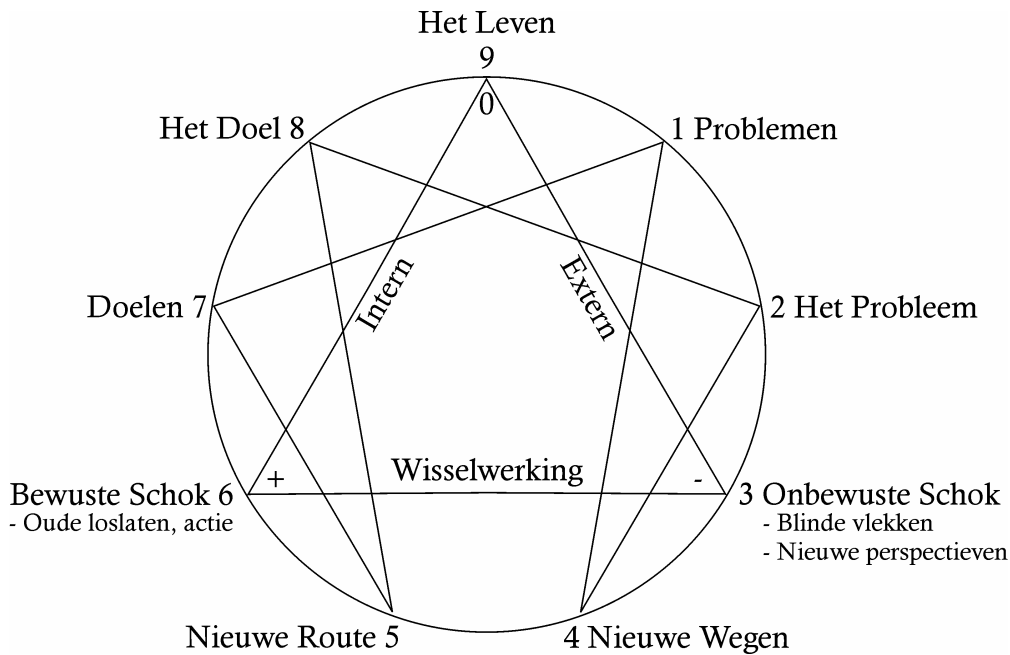 Het Leven
9
0
Het Doel 8
1 Problemen
Intern
Extern
Doelen 7
2 Het Probleem
Wisselwerking
+
-
Bewuste Schok 6
- Oude loslaten, actie
3 Onbewuste Schok
- Blinde vlekken
- Nieuwe perspectieven
Nieuwe Route 5
4 Nieuwe Wegen